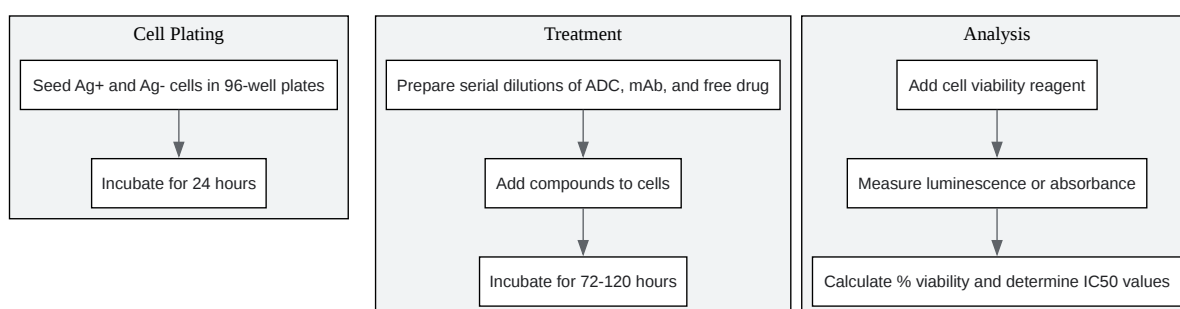 Cell Plating
Seed Ag+ and Ag- cells in 96-well plates
Incubate for 24 hours
Treatment
Prepare serial dilutions of ADC, mAb, and free drug
Add compounds to cells
Incubate for 72-120 hours
Analysis
Add cell viability reagent
Measure luminescence or absorbance
Calculate % viability and determine IC50 values